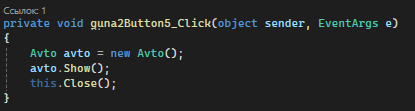 Ссылок: 1
private void guna2Button5_Click(object sender, EventArgs e)
{
Avto avto = new Avto();
avto.Show();
this.Close();
}